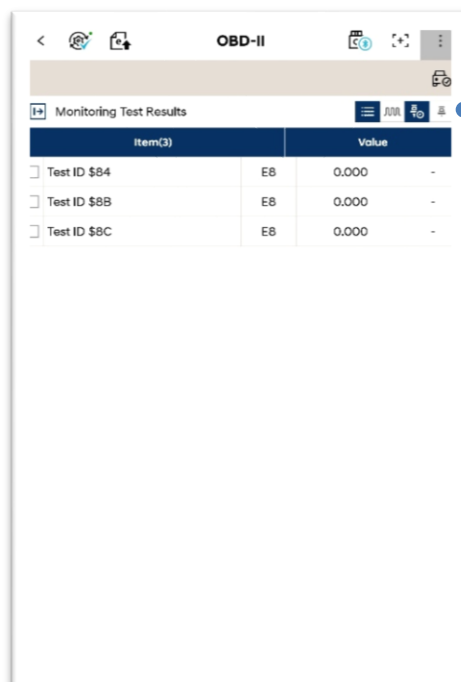 OBD-II
Monitoring Test Results
Item(3) Value
Test ID $84 E8 0.000 -
Test ID $8B E8 0.000 -
Test ID $8C E8 0.000 -